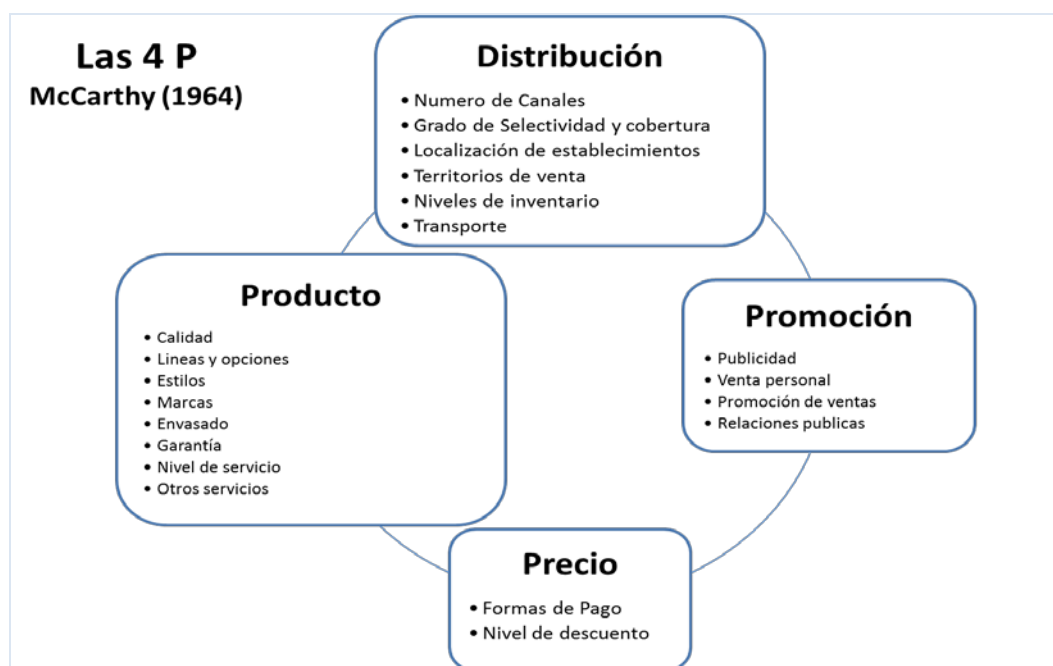 Las 4 P
McCarthy (1964)
Distribución
• Numero de Canales
• Grado de Selectividad y cobertura
• Localización de establecimientos
• Territorios de venta
• Niveles de inventario
• Transporte
Producto
• Calidad
• Lineas y opciones
• Estilos
• Marcas
• Envasado
• Garantía
• Nivel de servicio
• Otros servicios
Promoción
• Publicidad
• Venta personal
• Promoción de ventas
• Relaciones publicas
Precio
• Formas de Pago
• Nivel de descuento